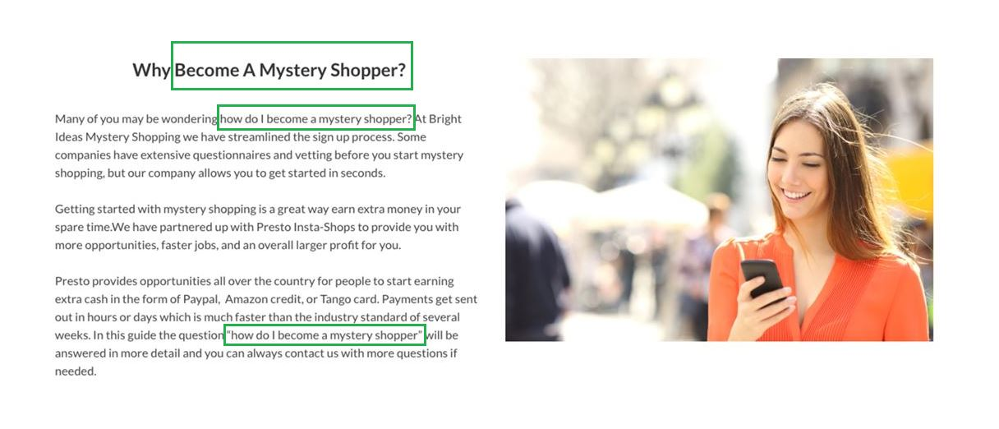 Why Become A Mystery Shopper?
Many of you may be wondering how do I become a mystery shopper? At Bright
Ideas Mystery Shopping we have streamlined the sign up process. Some
companies have extensive questionnaires and vetting before you start mystery
shopping, but our company allows you to get started in seconds.
Getting started with mystery shopping is a great way earn extra money in your
spare time.We have partnered up with Presto Insta-Shops to provide you with
more opportunities, faster jobs, and an overall larger profit for you.
Presto provides opportunities all over the country for people to start earning
extra cash in the form of Paypal,  Amazon credit, or Tango card. Payments get sent
out in hours or days which is much faster than the industry standard of several
weeks. In this guide the question “how do I become a mystery shopper” will be
answered in more detail and you can always contact us with more questions if
needed.